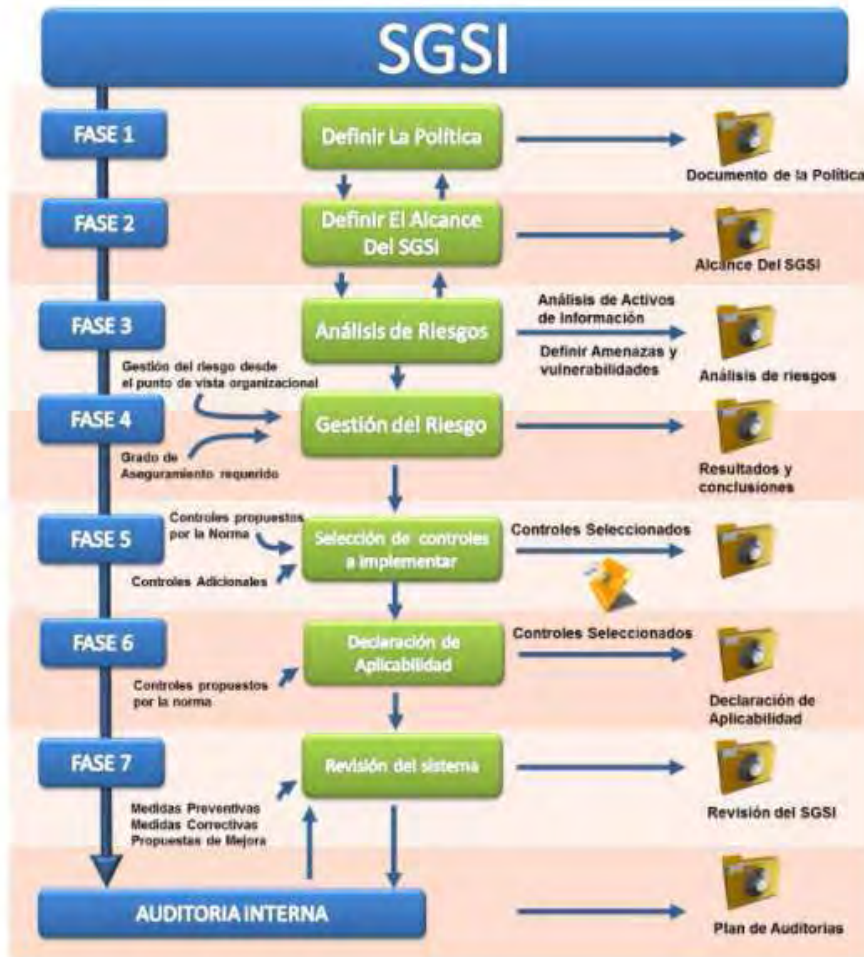 SGSI
FASE 1
Definir La Política
Documento de la Política
FASE 2
Definir El Alcance
Del SGSI
Alcance Del SGSI
FASE 3
Análisis de Riesgos
Análisis de Activos
de Información
Definir Amenazas y
vulnerabilidades
Análisis de riesgos
Gestión del riesgo desde
el punto de vista organizacional
FASE 4
Gestión del Riesgo
Grado de
Aseguramiento requerido
Resultados y
conclusiones
FASE 5
Controles propuestos
por la Norma
Controles Adicionales
Selección de controles
a implementar
Controles Seleccionados
FASE 6
Declaración de
Aplicabilidad
Controles Seleccionados
Controles propuestos
por la norma
Declaración de
Aplicabilidad
FASE 7
Revisión del sistema
Medidas Preventivas
Medidas Correctivas
Propuestas de Mejora
Revisión del SGSI
AUDITORIA INTERNA
Plan de Auditorias